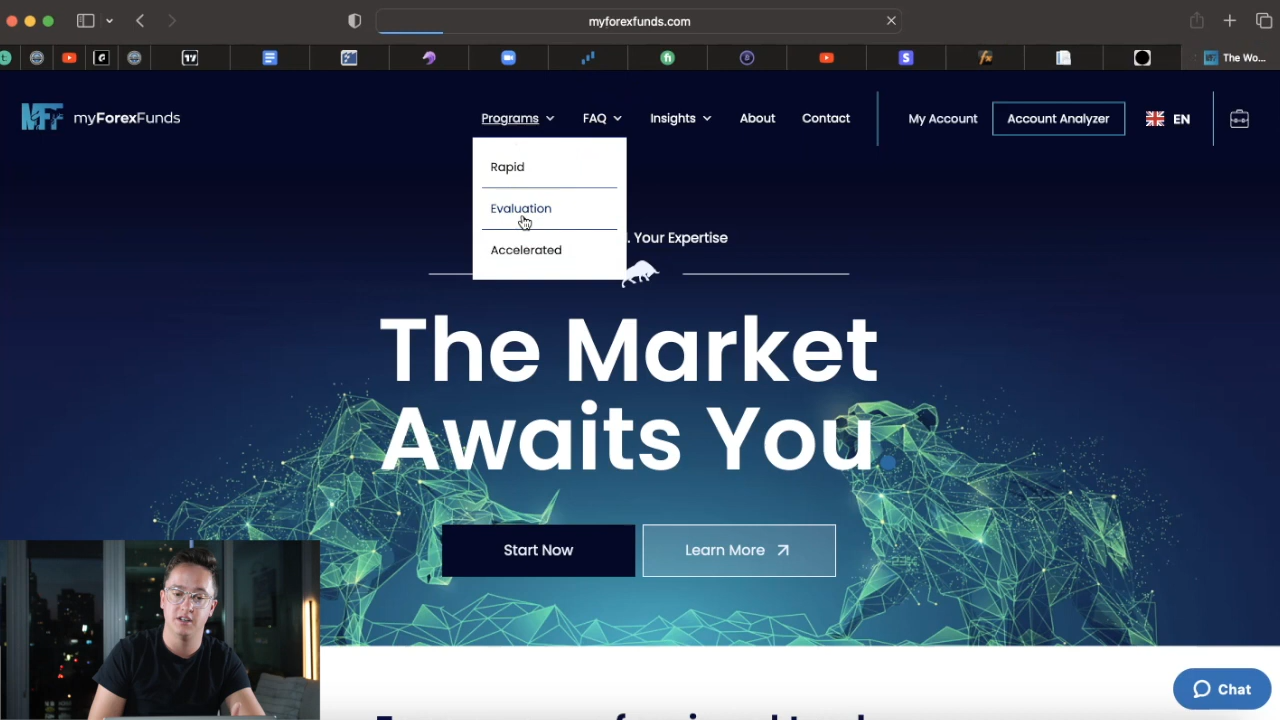 myforexfunds.com
The Wo...
MFF myForexFunds
Programs
FAQ
Insights
About
Contact
My Account
Account Analyzer
EN
Rapid
Evaluation
Accelerated
. Your Expertise
The Market
Awaits You
Start Now
Learn More
Chat